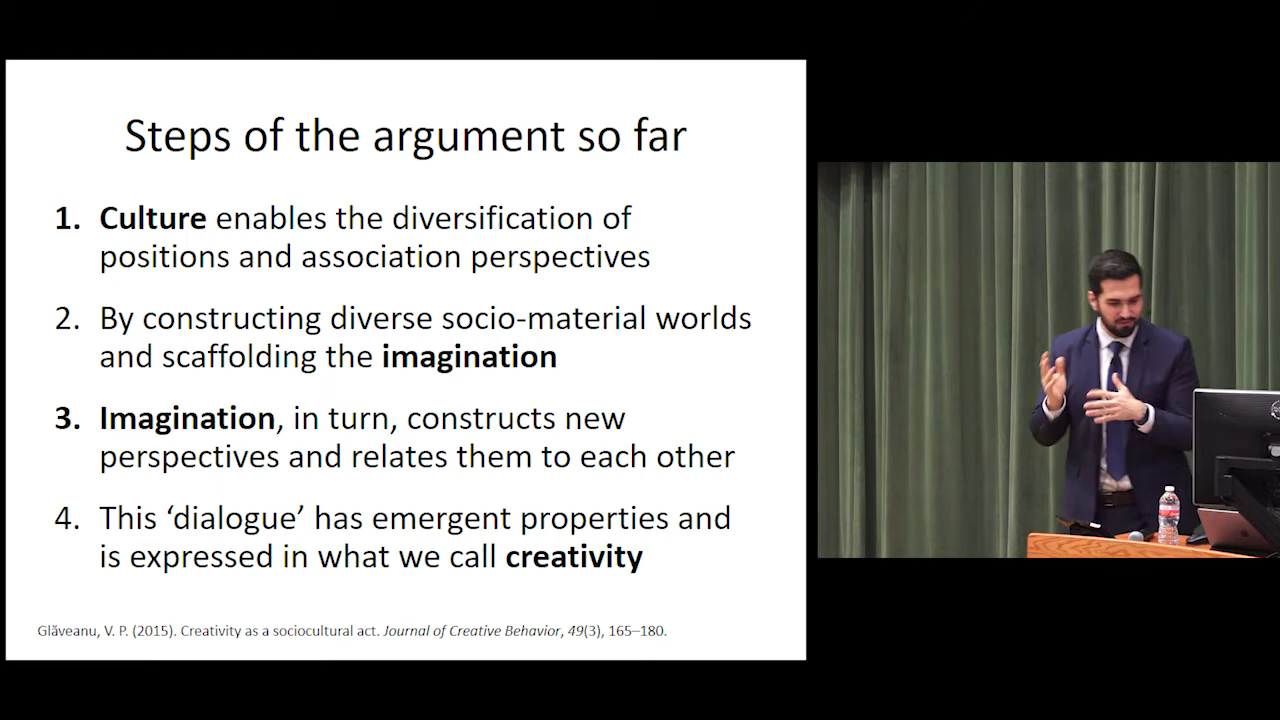 Steps of the argument so far
1. Culture enables the diversification of
positions and association perspectives
2. By constructing diverse socio-material worlds
and scaffolding the imagination
3. Imagination, in turn, constructs new
perspectives and relates them to each other
4. This ‘dialogue’ has emergent properties and
is expressed in what we call creativity
Glăveanu, V. P. (2015). Creativity as a sociocultural act. Journal of Creative Behavior, 49(3), 165–180.